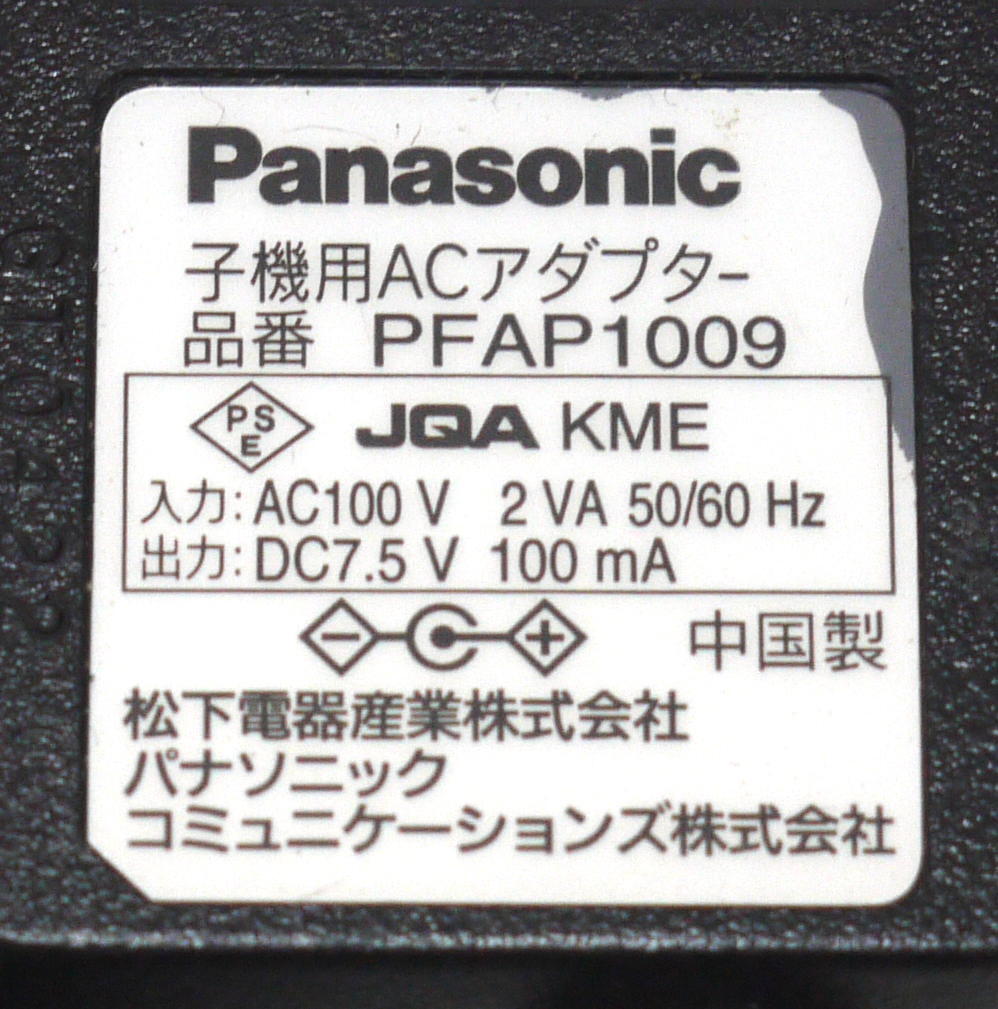 Panasonic
子機用ACアダプター
品番 PFAP1009
PSE JQA KME
入力: AC100 V 2 VA 50/60 Hz
出力: DC7.5 V 100 mA
中国製
松下電器産業株式会社
パナソニック
コミュニケーションズ株式会社